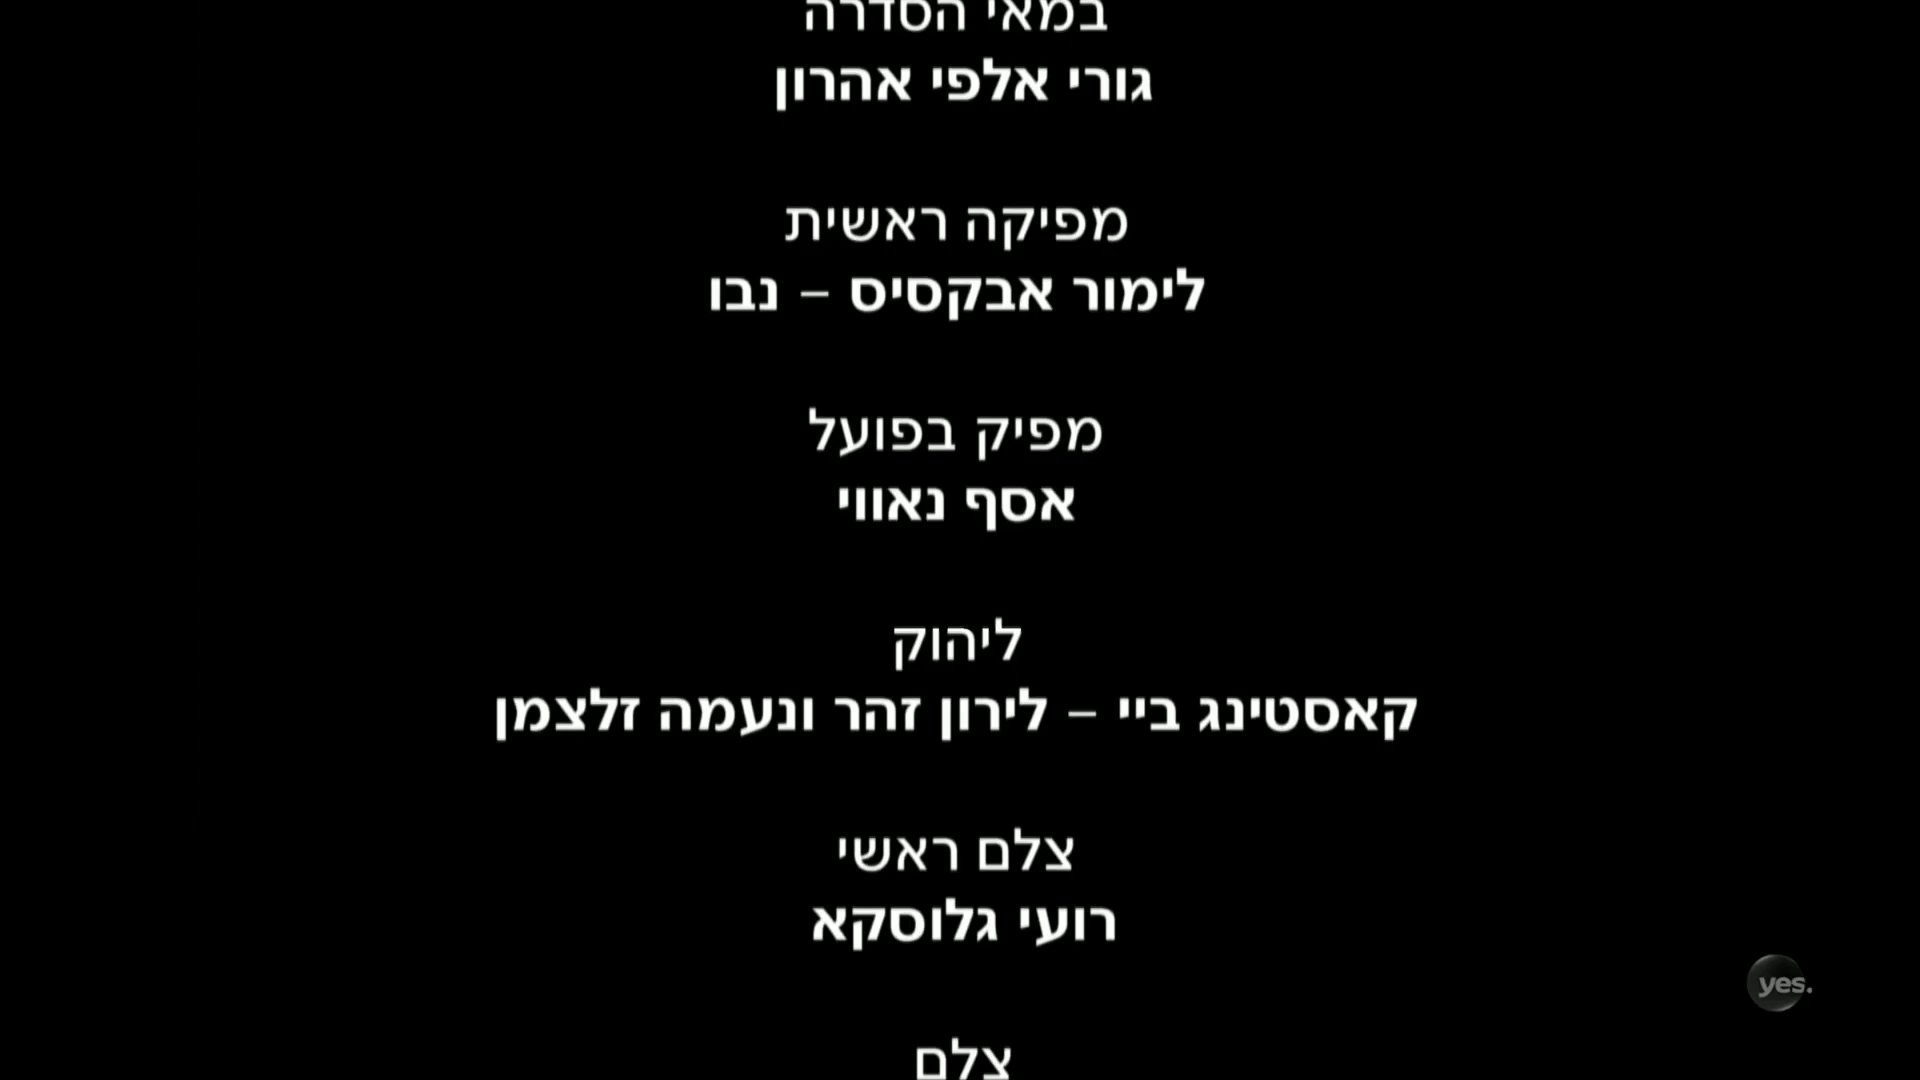 במאי הסדרה
גורי אלפי אהרון
מפיקה ראשית
לימור אבקסיס – נבו
מפיק בפועל
אסף נאווי
ליהוק
קאסטינג ביי – לירון זהר ונעמה זלצמן
צלם ראשי
רועי גלוסקא
צלם
yes.